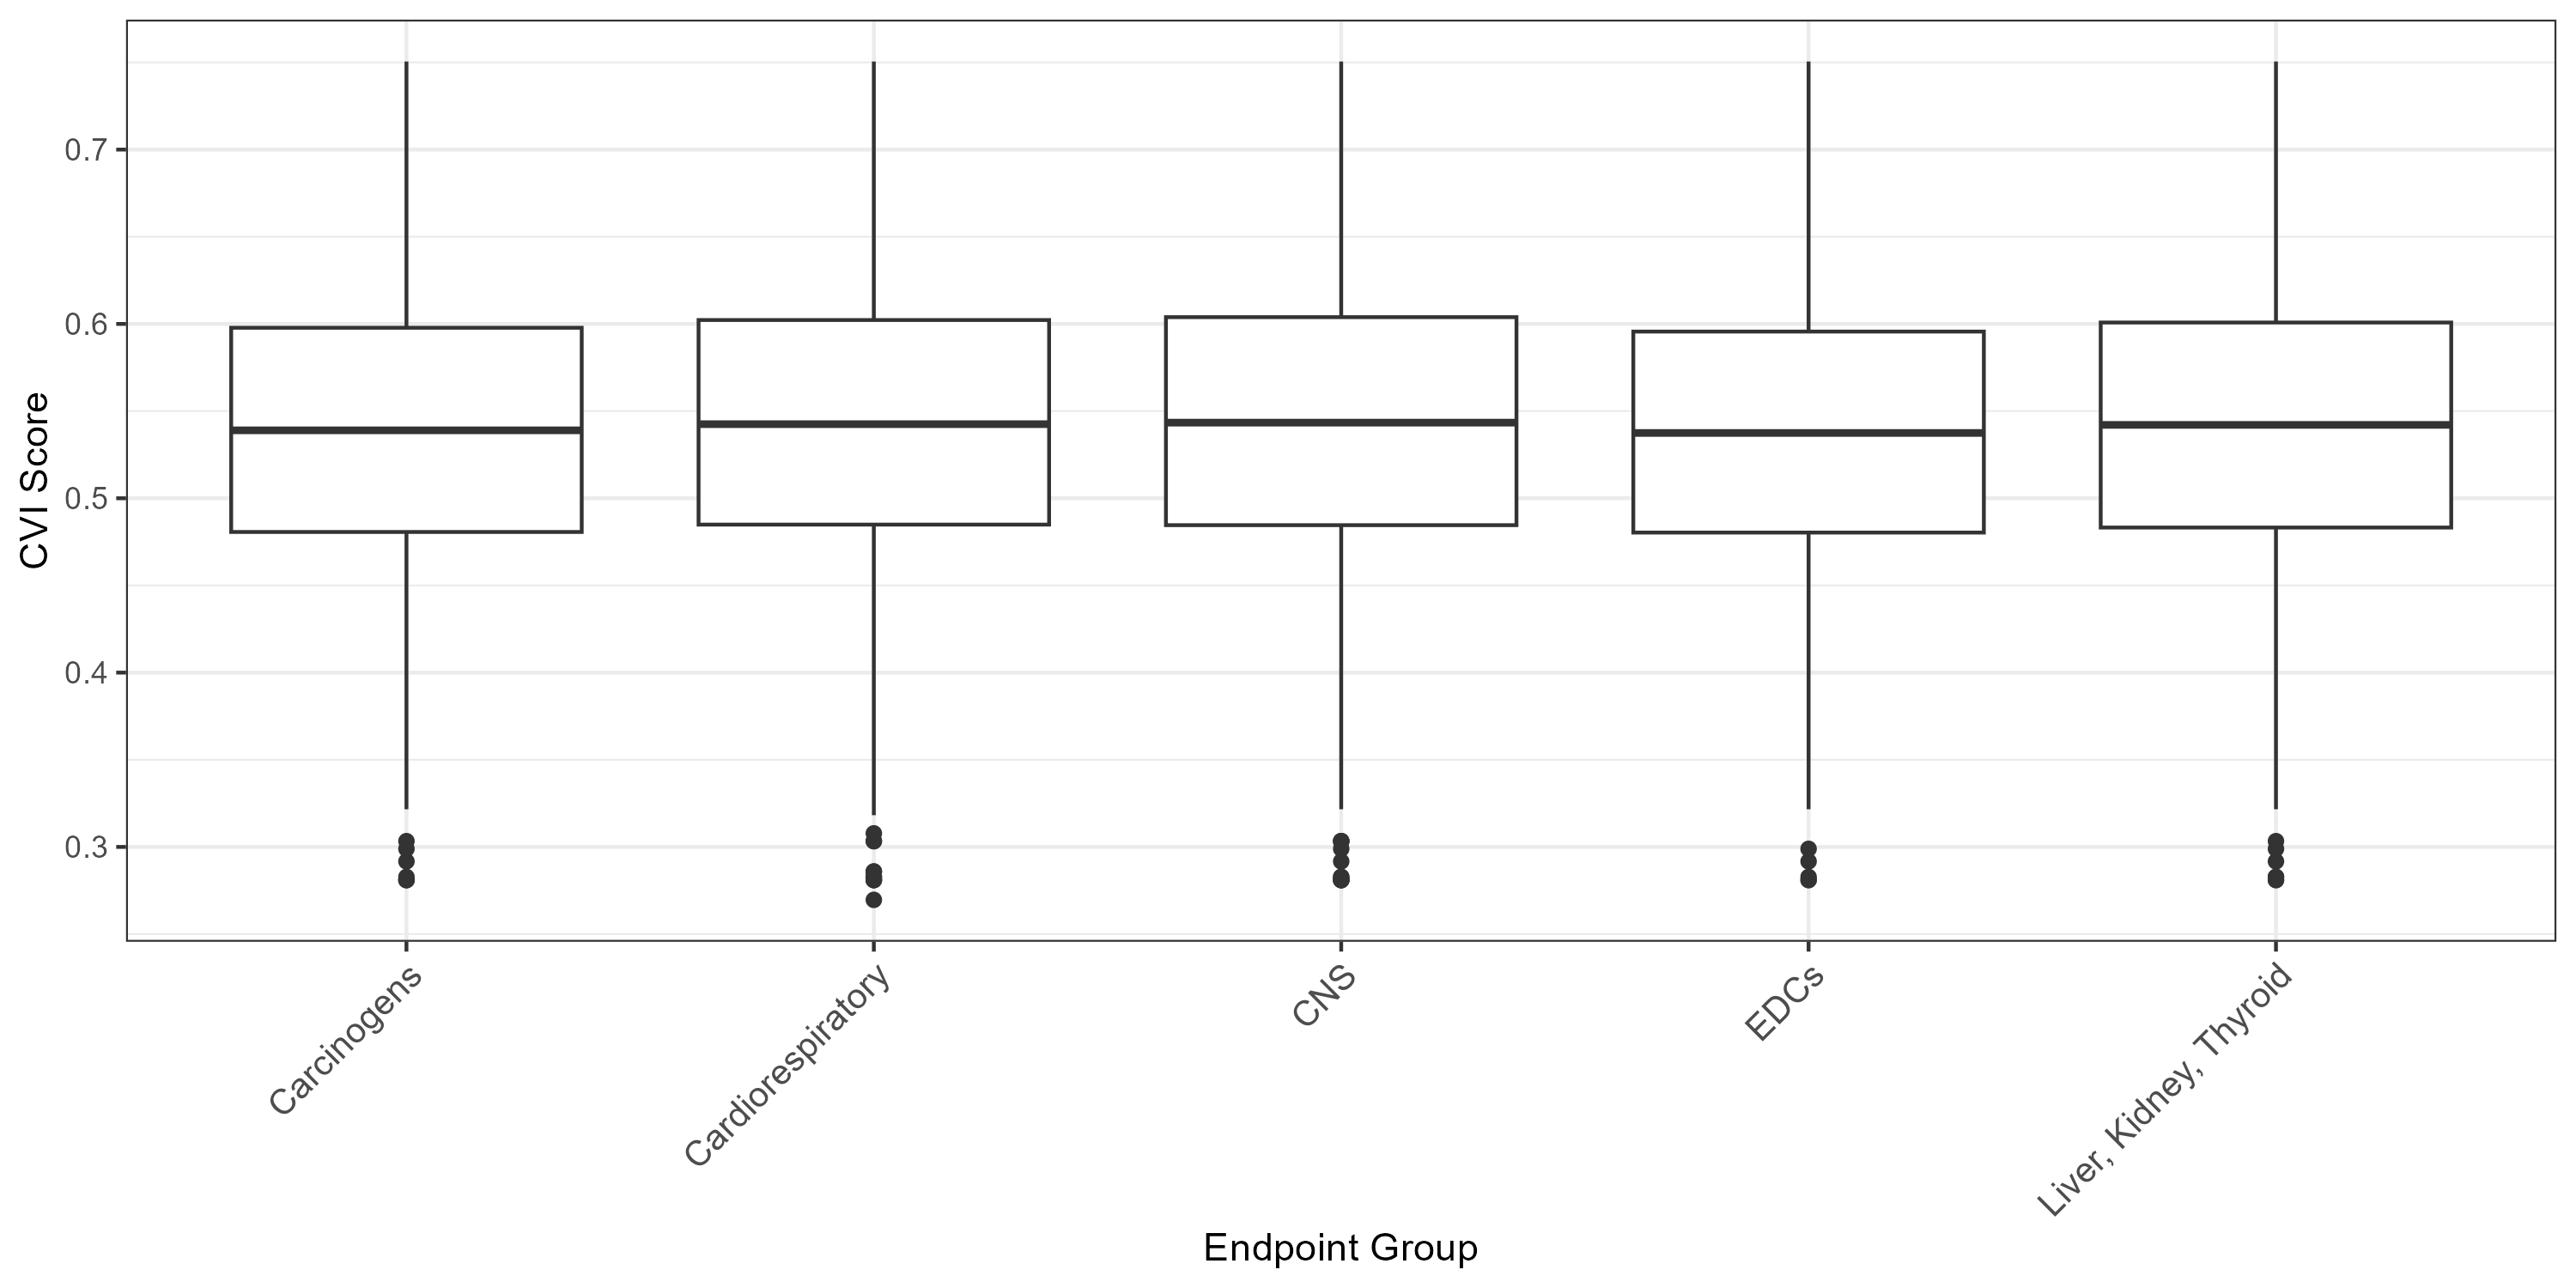 CVI Score
0.7
0.6
0.5
0.4
0.3
Carcinogens
Cardiorespiratory
CNS
EDCs
Liver, Kidney, Thyroid
Endpoint Group